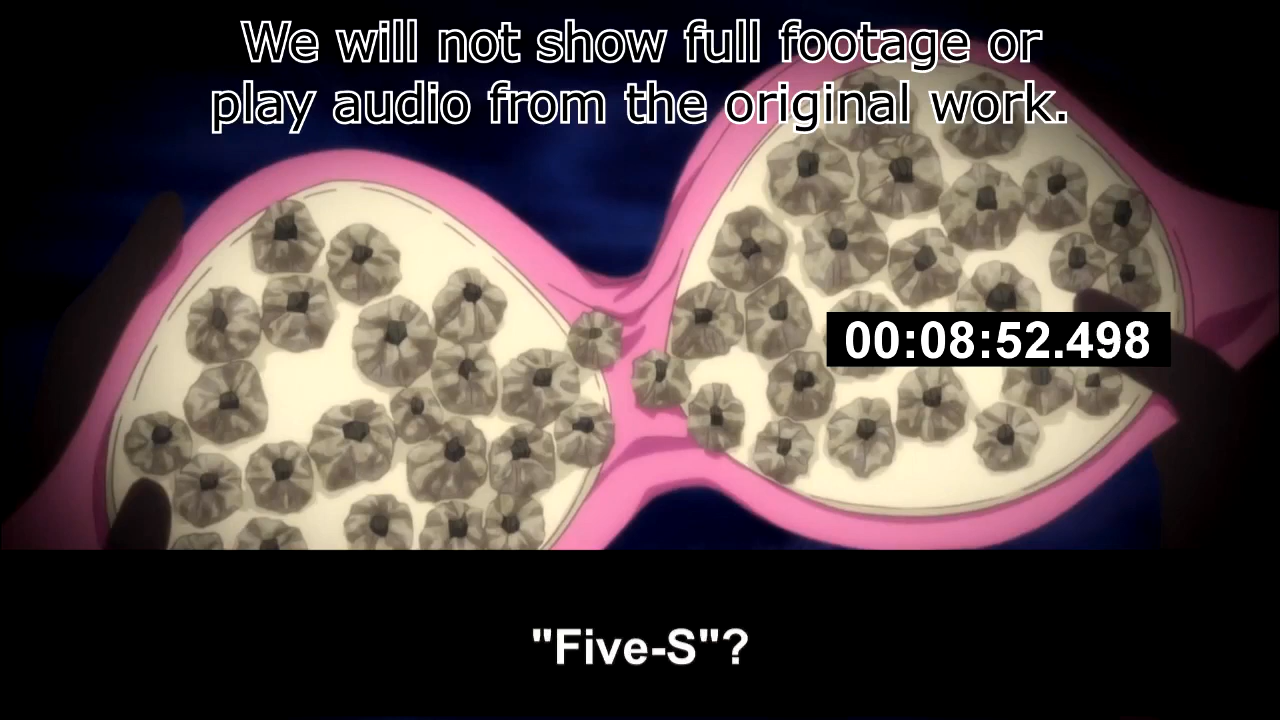 We will not show full footage or
play audio from the original work.
00:08:52.498
"Five-S"?